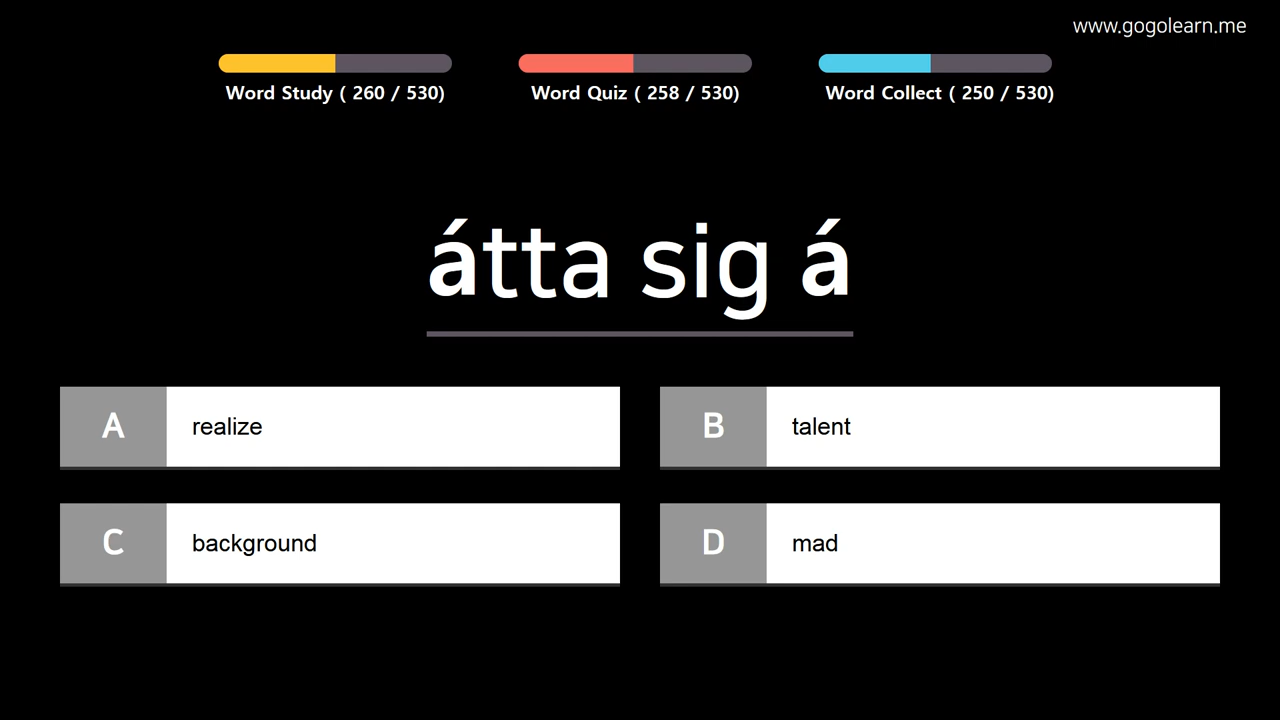 www.gogolearn.me
Word Study ( 260 / 530)
Word Quiz ( 258 / 530)
Word Collect ( 250 / 530)
átta sig á
A realize
B talent
C background
D mad